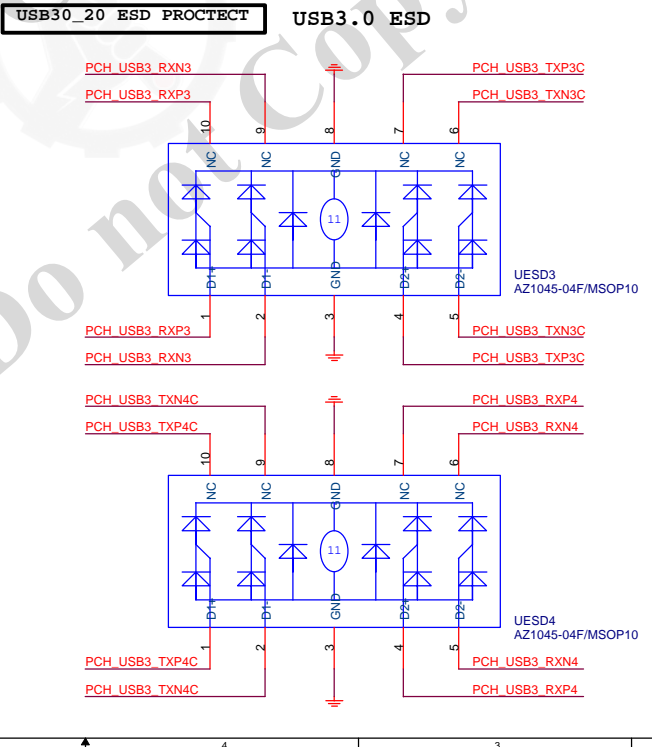 USB30_20 ESD PROCTECT
USB3.0 ESD
Do not Copy
PCH_USB3_RXN3
PCH_USB3_TXP3C
PCH_USB3_RXP3
PCH_USB3_TXN3C
10 9 8 7 6
NC NC GND NC NC
11
D1+ D1- GND D2+ D2-
UESD3
AZ1045-04F/MSOP10
1 2 3 4 5
PCH_USB3_RXP3
PCH_USB3_TXN3C
PCH_USB3_RXN3
PCH_USB3_TXP3C
PCH_USB3_TXN4C
PCH_USB3_RXP4
PCH_USB3_TXP4C
PCH_USB3_RXN4
10 9 8 7 6
NC NC GND NC NC
11
D1+ D1- GND D2+ D2-
UESD4
AZ1045-04F/MSOP10
1 2 3 4 5
PCH_USB3_TXP4C
PCH_USB3_RXN4
PCH_USB3_TXN4C
PCH_USB3_RXP4
4 3